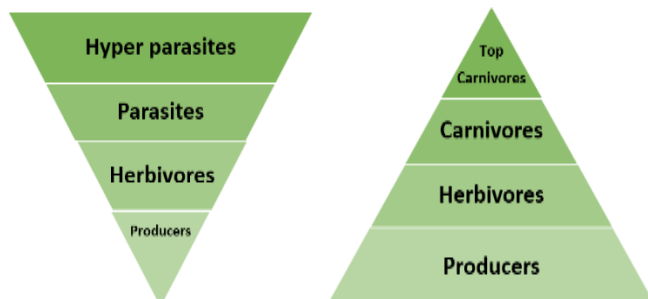 Hyper parasites
Parasites
Herbivores
Producers
Top
Carnivores
Carnivores
Herbivores
Producers